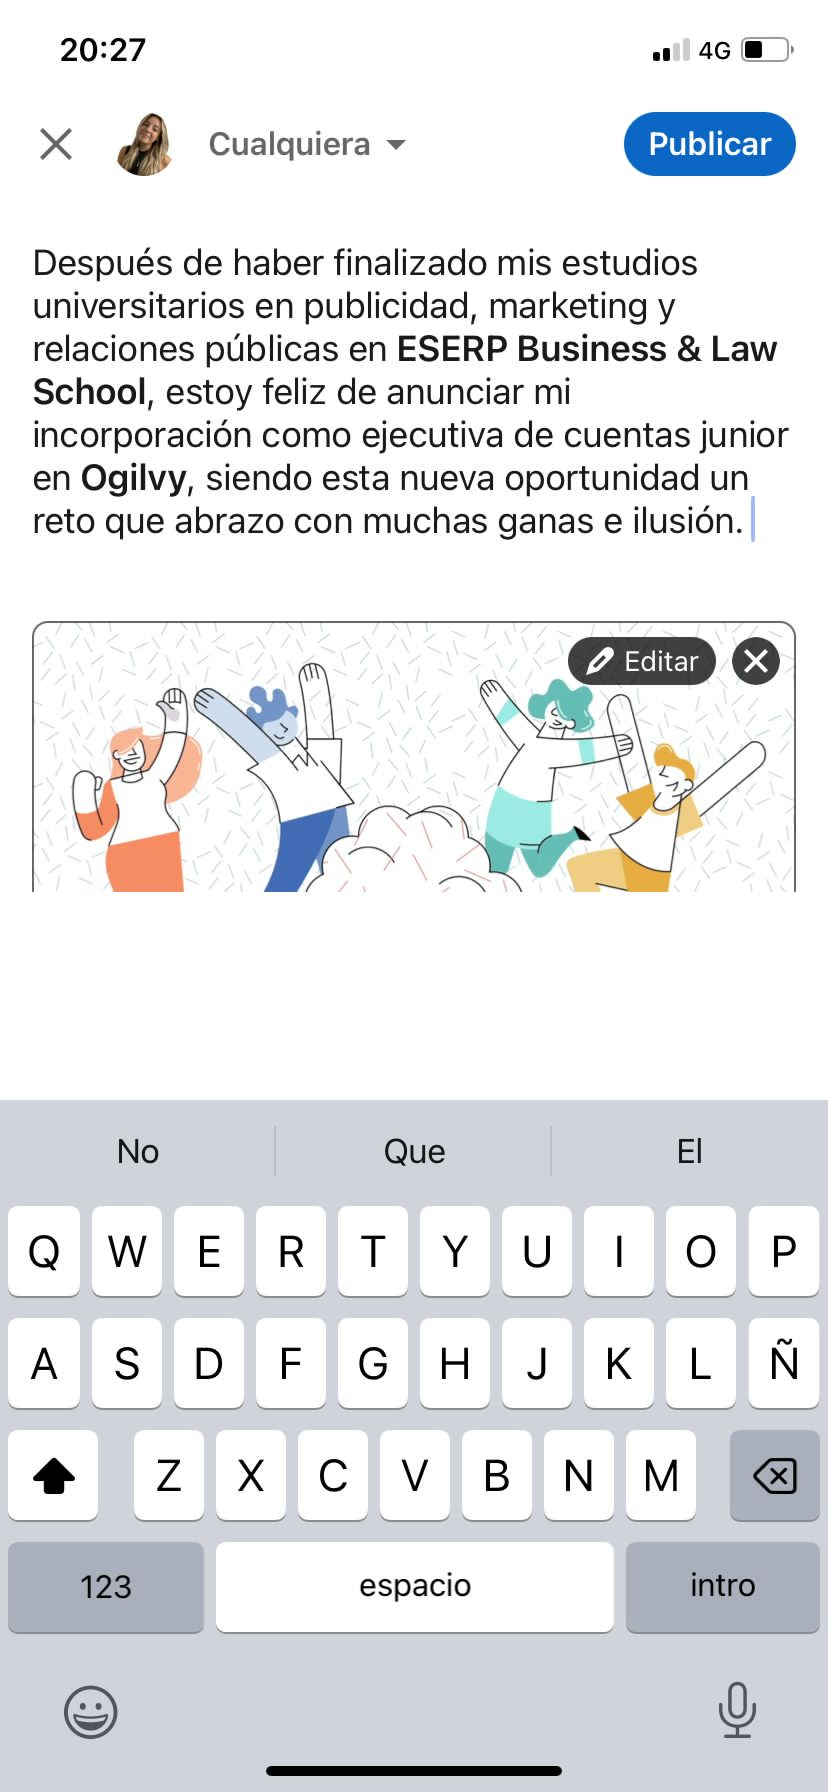 20:27
4G
Cualquiera
Publicar
Después de haber finalizado mis estudios
universitarios en publicidad, marketing y
relaciones públicas en ESERP Business & Law
School, estoy feliz de anunciar mi
incorporación como ejecutiva de cuentas junior
en Ogilvy, siendo esta nueva oportunidad un
reto que abrazo con muchas ganas e ilusión.
Editar
No Que El
Q W E R T Y U I O P
A S D F G H J K L Ñ
Z X C V B N M
123 espacio intro